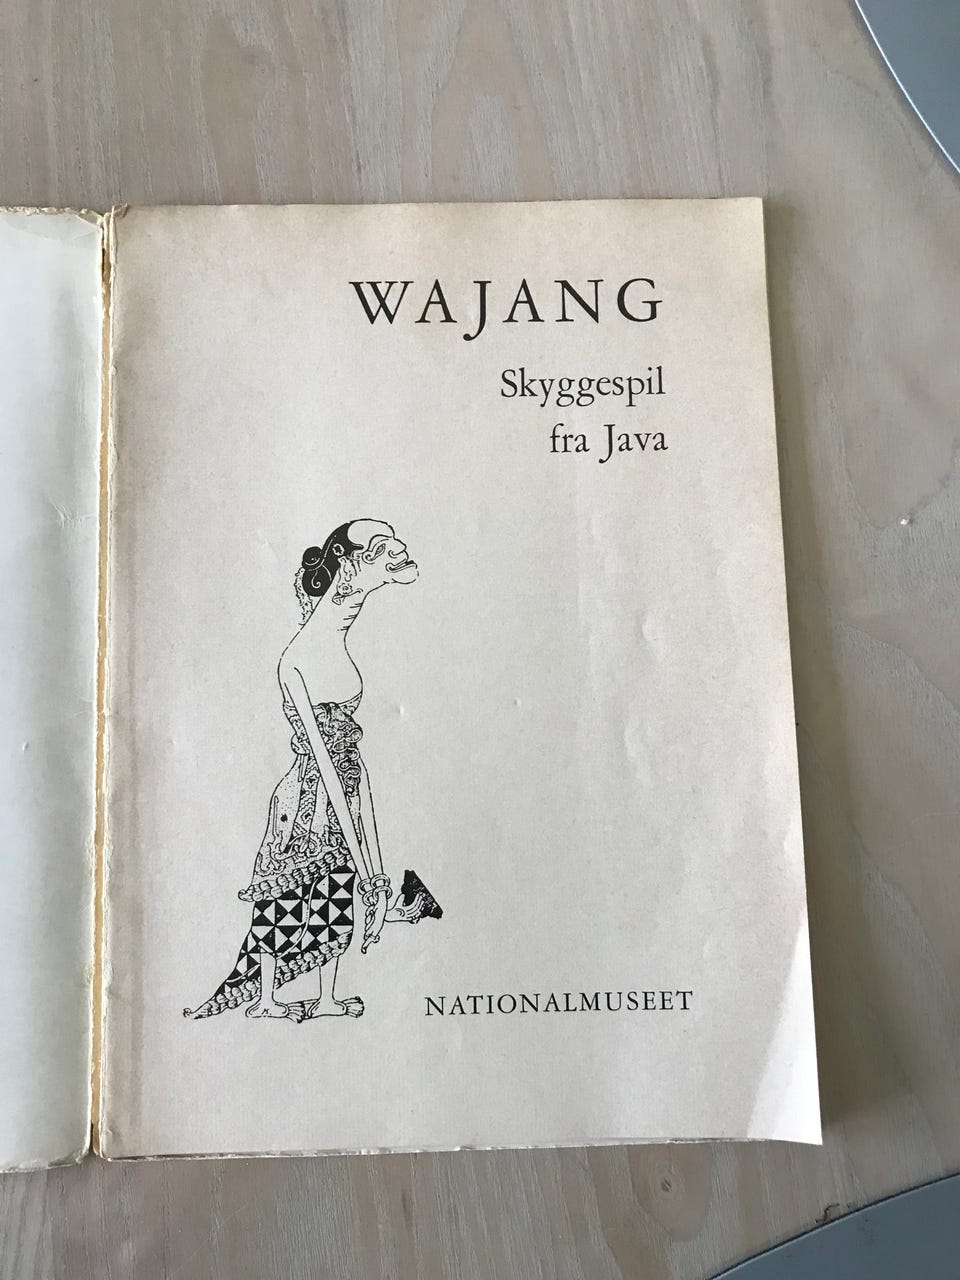 WAJANG
Skyggespil
fra Java
NATIONALMUSEET